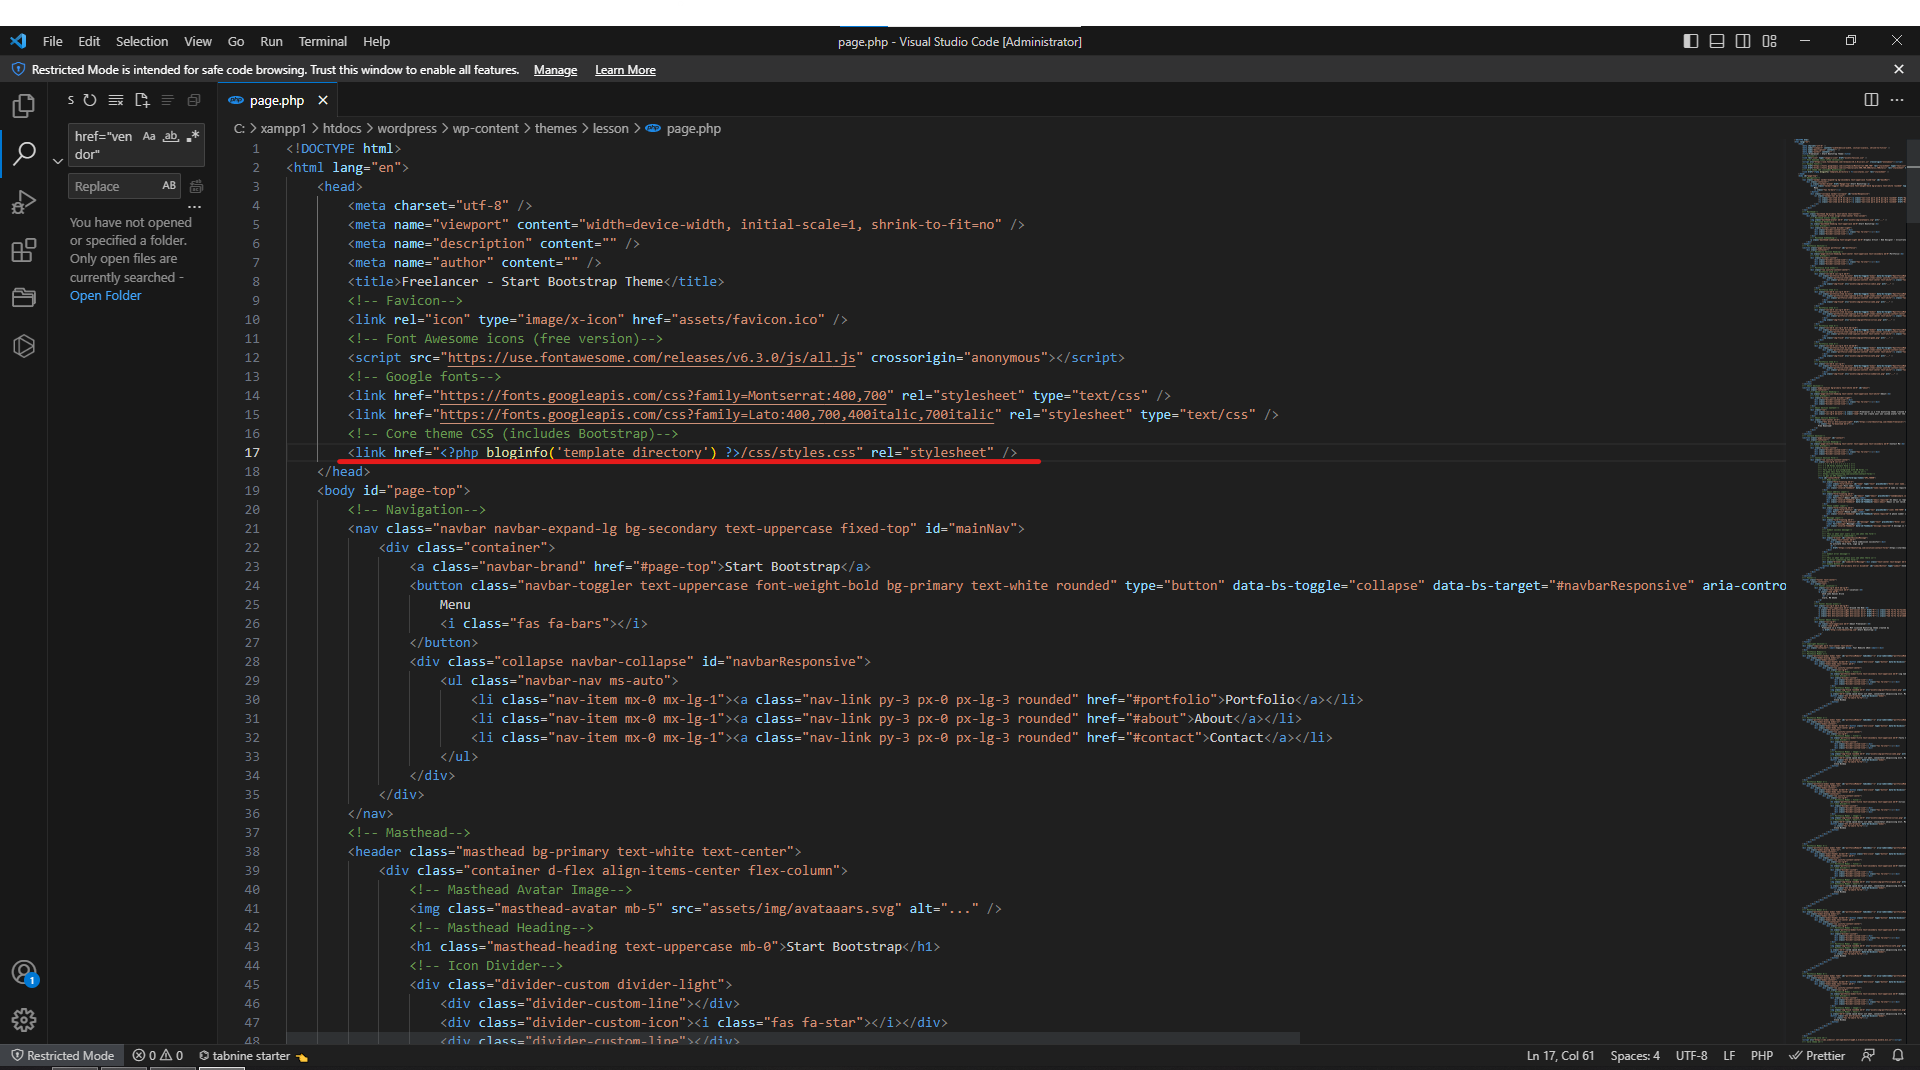 File Edit Selection View Go Run Terminal Help
page.php - Visual Studio Code [Administrator]
Restricted Mode is intended for safe code browsing. Trust this window to enable all features. Manage Learn More
S
href="ven
dor"
Aa ab .*
Replace AB
...
You have not opened
or specified a folder.
Only open files are
currently searched -
Open Folder
page.php
C: > xampp1 > htdocs > wordpress > wp-content > themes > lesson > page.php
1 <!DOCTYPE html>
2 <html lang="en">
3 <head>
4 <meta charset="utf-8" />
5 <meta name="viewport" content="width=device-width, initial-scale=1, shrink-to-fit=no" />
6 <meta name="description" content="" />
7 <meta name="author" content="" />
8 <title>Freelancer - Start Bootstrap Theme</title>
9 <!-- Favicon-->
10 <link rel="icon" type="image/x-icon" href="assets/favicon.ico" />
11 <!-- Font Awesome icons (free version)-->
12 <script src="https://use.fontawesome.com/releases/v6.3.0/js/all.js" crossorigin="anonymous"></script>
13 <!-- Google fonts-->
14 <link href="https://fonts.googleapis.com/css?family=Montserrat:400,700" rel="stylesheet" type="text/css" />
15 <link href="https://fonts.googleapis.com/css?family=Lato:400,700,400italic,700italic" rel="stylesheet" type="text/css" />
16 <!-- Core theme CSS (includes Bootstrap)-->
17 <link href="<?php bloginfo('template directory') ?>/css/styles.css" rel="stylesheet" />
18 </head>
19 <body id="page-top">
20 <!-- Navigation-->
21 <nav class="navbar navbar-expand-lg bg-secondary text-uppercase fixed-top" id="mainNav">
22 <div class="container">
23 <a class="navbar-brand" href="#page-top">Start Bootstrap</a>
24 <button class="navbar-toggler text-uppercase font-weight-bold bg-primary text-white rounded" type="button" data-bs-toggle="collapse" data-bs-target="#navbarResponsive" aria-contro
25 Menu
26 <i class="fas fa-bars"></i>
27 </button>
28 <div class="collapse navbar-collapse" id="navbarResponsive">
29 <ul class="navbar-nav ms-auto">
30 <li class="nav-item mx-0 mx-lg-1"><a class="nav-link py-3 px-0 px-lg-3 rounded" href="#portfolio">Portfolio</a></li>
31 <li class="nav-item mx-0 mx-lg-1"><a class="nav-link py-3 px-0 px-lg-3 rounded" href="#about">About</a></li>
32 <li class="nav-item mx-0 mx-lg-1"><a class="nav-link py-3 px-0 px-lg-3 rounded" href="#contact">Contact</a></li>
33 </ul>
34 </div>
35 </div>
36 </nav>
37 <!-- Masthead-->
38 <header class="masthead bg-primary text-white text-center">
39 <div class="container d-flex align-items-center flex-column">
40 <!-- Masthead Avatar Image-->
41 <img class="masthead-avatar mb-5" src="assets/img/avataaars.svg" alt="..." />
42 <!-- Masthead Heading-->
43 <h1 class="masthead-heading text-uppercase mb-0">Start Bootstrap</h1>
44 <!-- Icon Divider-->
45 <div class="divider-custom divider-light">
46 <div class="divider-custom-line"></div>
47 <div class="divider-custom-icon"><i class="fas fa-star"></i></div>
48 <div class="divider-custom-line"></div>
1
Restricted Mode 0 0 tabnine starter Ln 17, Col 61 Spaces: 4 UTF-8 LF PHP Prettier